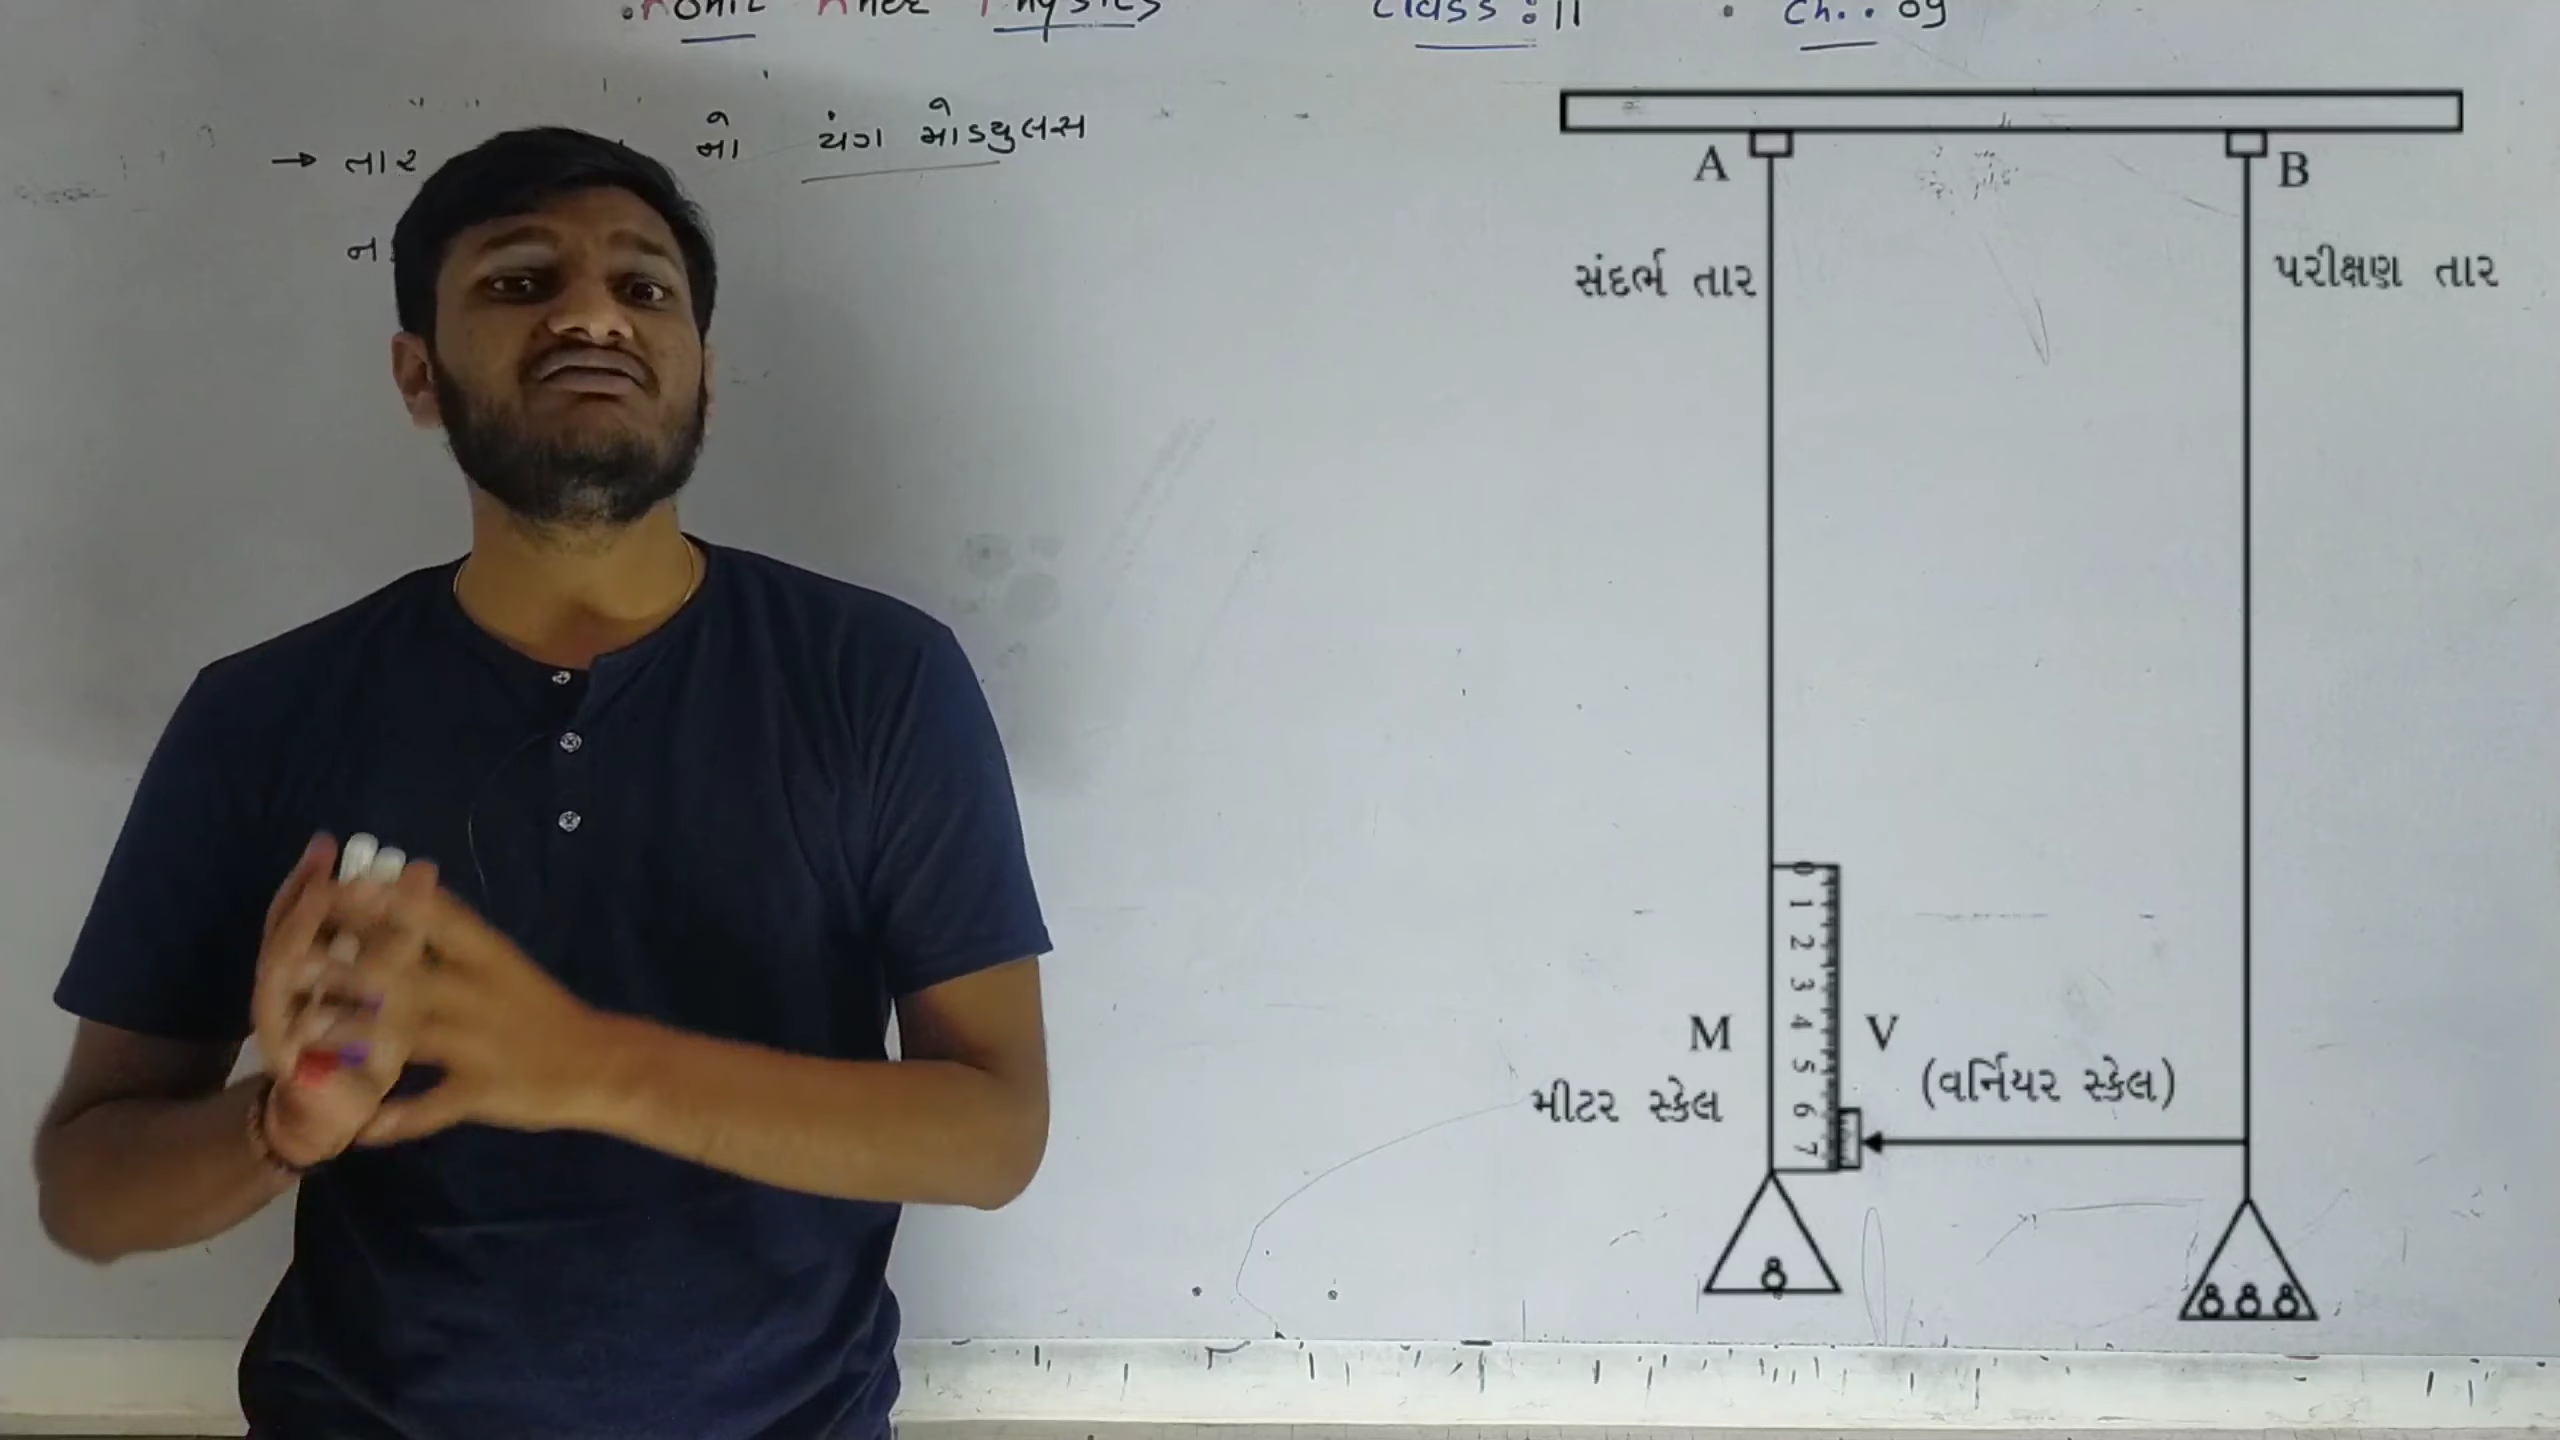 Physics Class : 11 • Ch. : 09
→ તાર નો યંગ મોડ્યુલસ
A B
સંદર્ભ તાર પરીક્ષણ તાર
0
1
2
3
M 4 V
5 (વર્નિયર સ્કેલ)
મીટર સ્કેલ 6
7